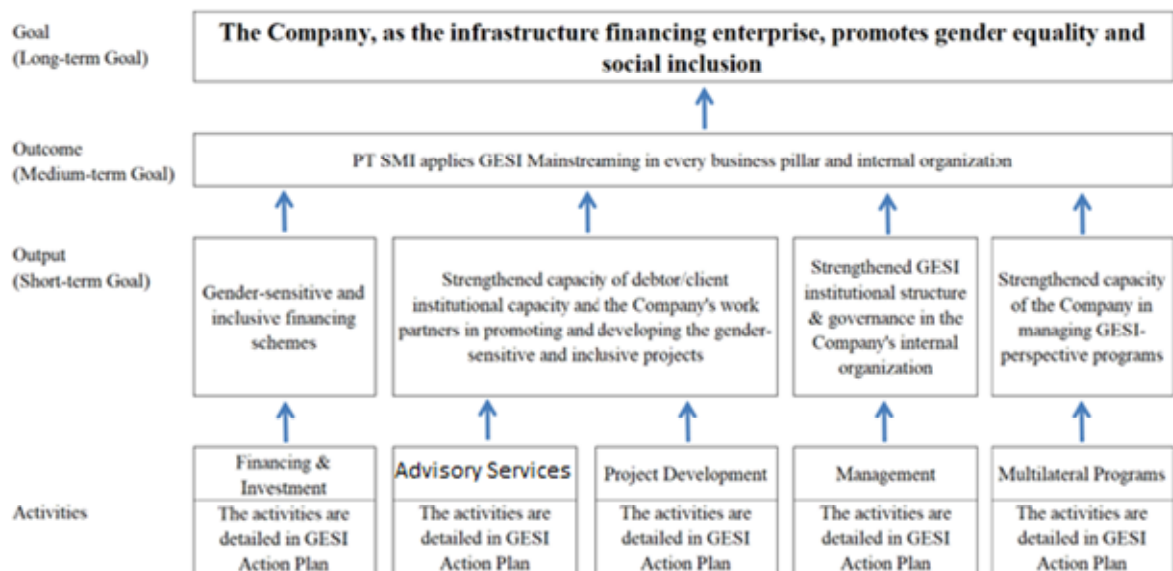 Goal
(Long-term Goal)
The Company, as the infrastructure financing enterprise, promotes gender equality and
social inclusion
Outcome
(Medium-term Goal)
PT SMI applies GESI Mainstreaming in every business pillar and internal organization
Output
(Short-term Goal)
Gender-sensitive and
inclusive financing
schemes
Strengthened capacity of debtor/client
institutional capacity and the Company's work
partners in promoting and developing the gender-
sensitive and inclusive projects
Strengthened GESI
institutional structure
& governance in the
Company's internal
organization
Strengthened capacity
of the Company in
managing GESI-
perspective programs
Activities
Financing &
Investment
The activities are
detailed in GESI
Action Plan
Advisory Services
The activities are
detailed in GESI
Action Plan
Project Development
The activities are
detailed in GESI
Action Plan
Management
The activities are
detailed in GESI
Action Plan
Multilateral Programs
The activities are
detailed in GESI
Action Plan